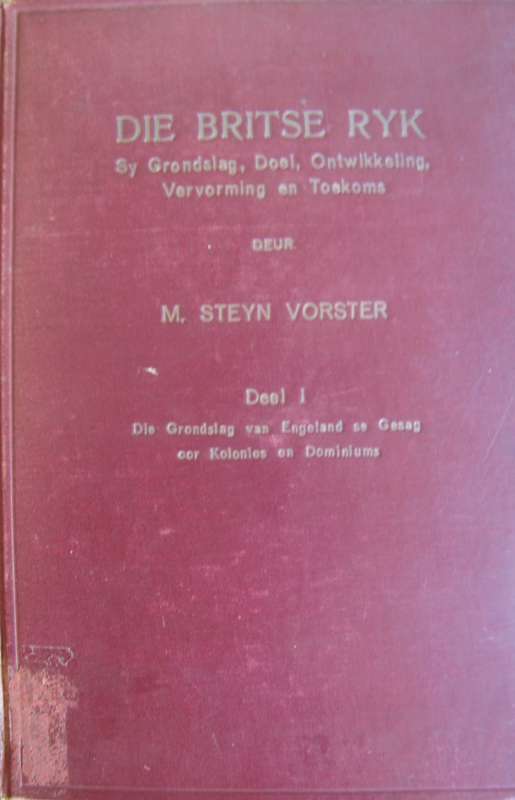 DIE BRITSE RYK
Sy Grondslag, Doel, Ontwikkeling,
Vervorming en Toekoms
DEUR
M. STEYN VORSTER
Deel I
Die Grondslag van Engeland se Gesag
oor Kolonies en Dominiums